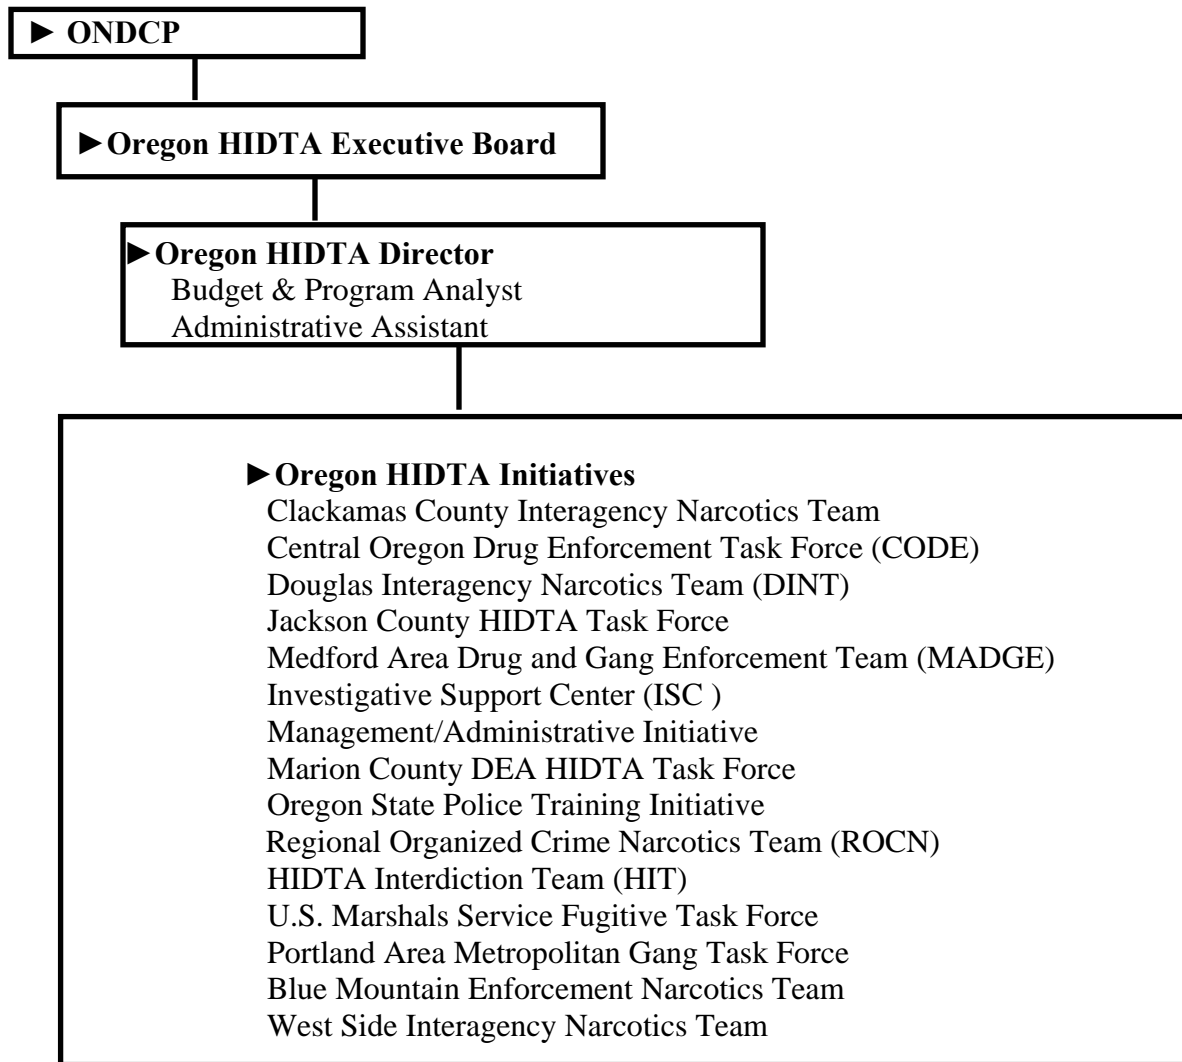 ► ONDCP
►Oregon HIDTA Executive Board
►Oregon HIDTA Director
Budget & Program Analyst
Administrative Assistant
►Oregon HIDTA Initiatives
Clackamas County Interagency Narcotics Team
Central Oregon Drug Enforcement Task Force (CODE)
Douglas Interagency Narcotics Team (DINT)
Jackson County HIDTA Task Force
Medford Area Drug and Gang Enforcement Team (MADGE)
Investigative Support Center (ISC )
Management/Administrative Initiative
Marion County DEA HIDTA Task Force
Oregon State Police Training Initiative
Regional Organized Crime Narcotics Team (ROCN)
HIDTA Interdiction Team (HIT)
U.S. Marshals Service Fugitive Task Force
Portland Area Metropolitan Gang Task Force
Blue Mountain Enforcement Narcotics Team
West Side Interagency Narcotics Team